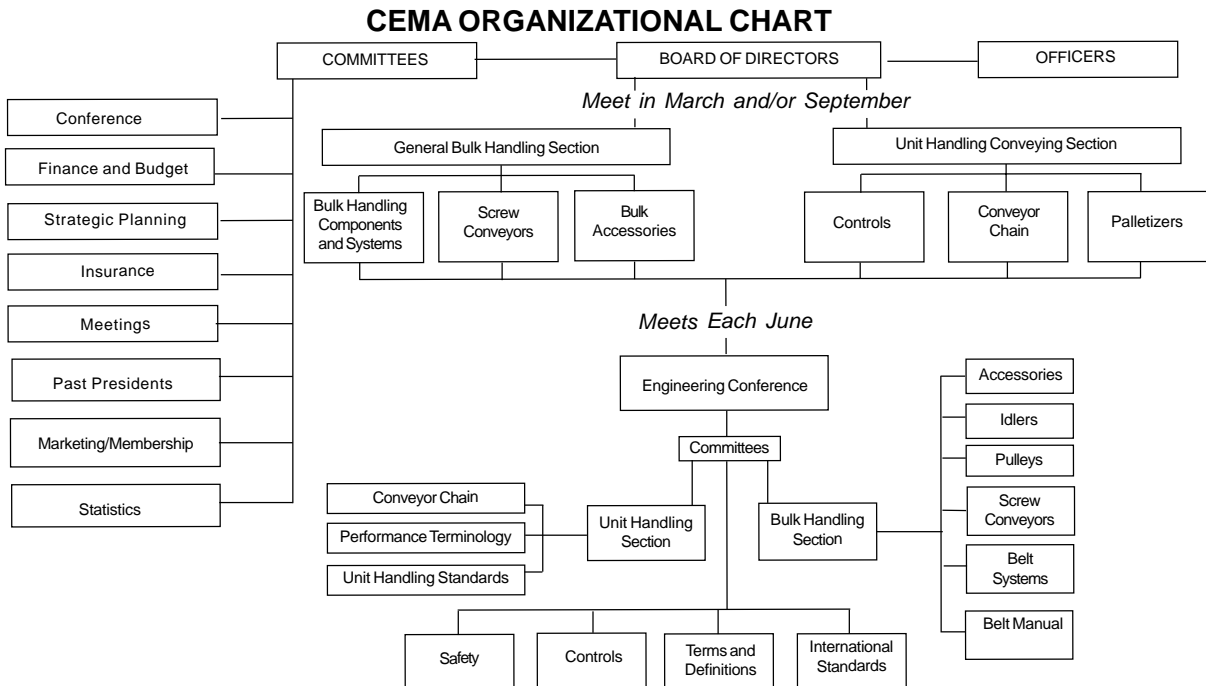 CEMA ORGANIZATIONAL CHART
COMMITTEES
BOARD OF DIRECTORS
OFFICERS
Meet in March and/or September
Conference
Finance and Budget
Strategic Planning
Insurance
Meetings
Past Presidents
Marketing/Membership
Statistics
General Bulk Handling Section
Unit Handling Conveying Section
Bulk Handling
Components
and Systems
Screw
Conveyors
Bulk
Accessories
Controls
Conveyor
Chain
Palletizers
Meets Each June
Engineering Conference
Committees
Conveyor Chain
Performance Terminology
Unit Handling Standards
Unit Handling
Section
Bulk Handling
Section
Accessories
Idlers
Pulleys
Screw
Conveyors
Belt
Systems
Belt Manual
Safety
Controls
Terms and
Definitions
International
Standards